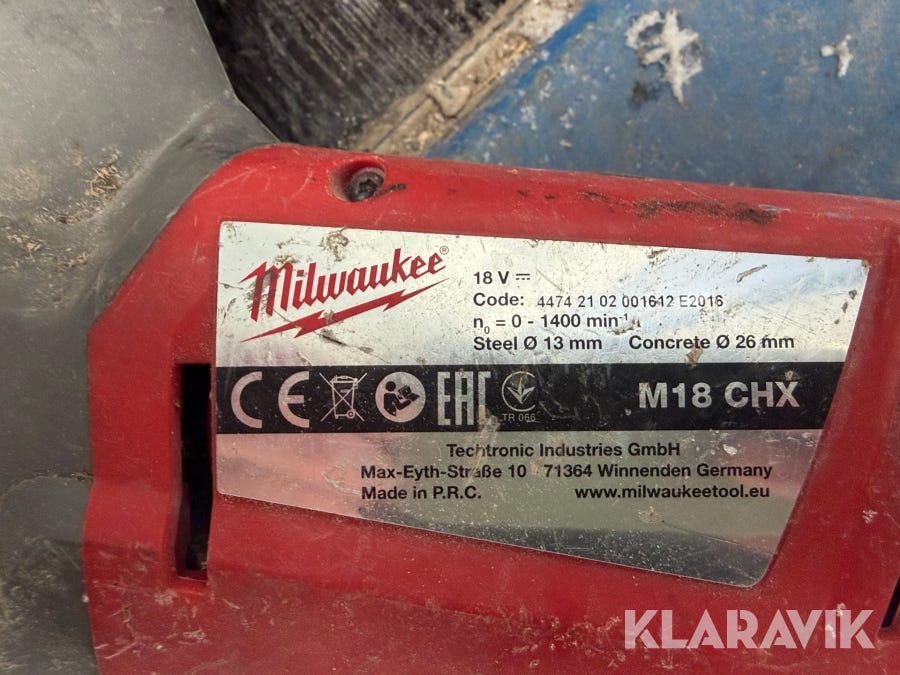 Milwaukee®
18 V ⎓
Code: 4474 21 02 001612 E2016
n₀ = 0 - 1400 min⁻¹
Steel Ø 13 mm Concrete Ø 26 mm
CE EAC TR 066
M18 CHX
Techtronic Industries GmbH
Max-Eyth-Straße 10 71364 Winnenden Germany
Made in P.R.C. www.milwaukeetool.eu
KLARAVIK